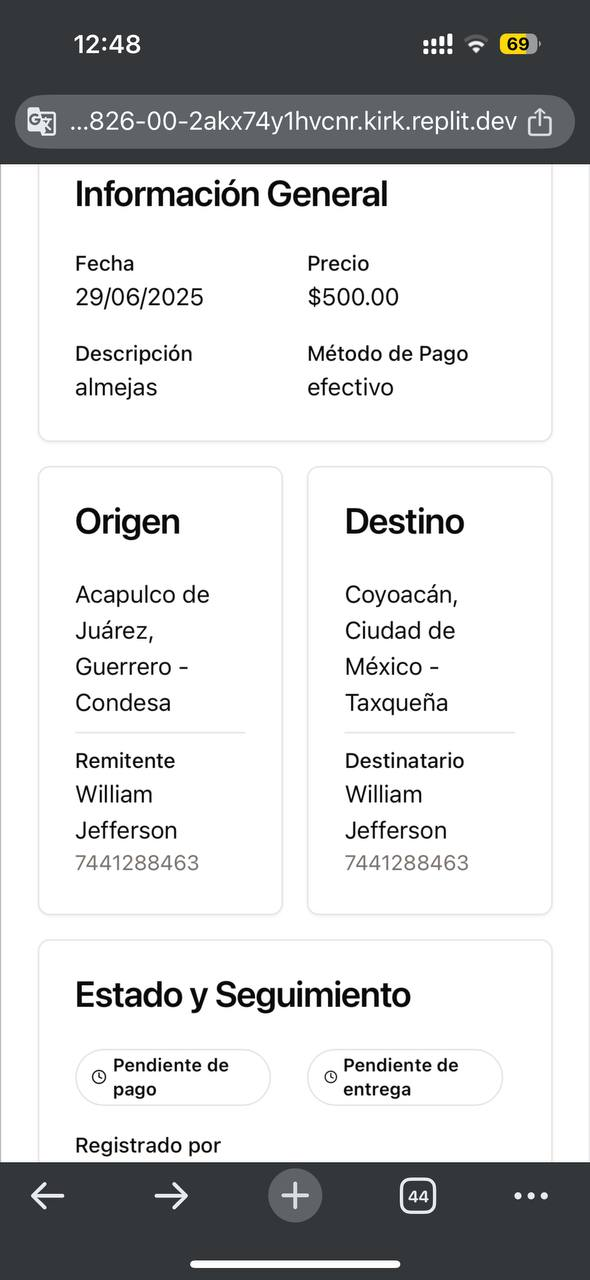 12:48
69
...826-00-2akx74y1hvcnr.kirk.replit.dev
Información General
Fecha
29/06/2025
Precio
$500.00
Descripción
almejas
Método de Pago
efectivo
Origen
Acapulco de
Juárez,
Guerrero -
Condesa
Remitente
William
Jefferson
7441288463
Destino
Coyoacán,
Ciudad de
México -
Taxqueña
Destinatario
William
Jefferson
7441288463
Estado y Seguimiento
Pendiente de
pago
Pendiente de
entrega
Registrado por
44